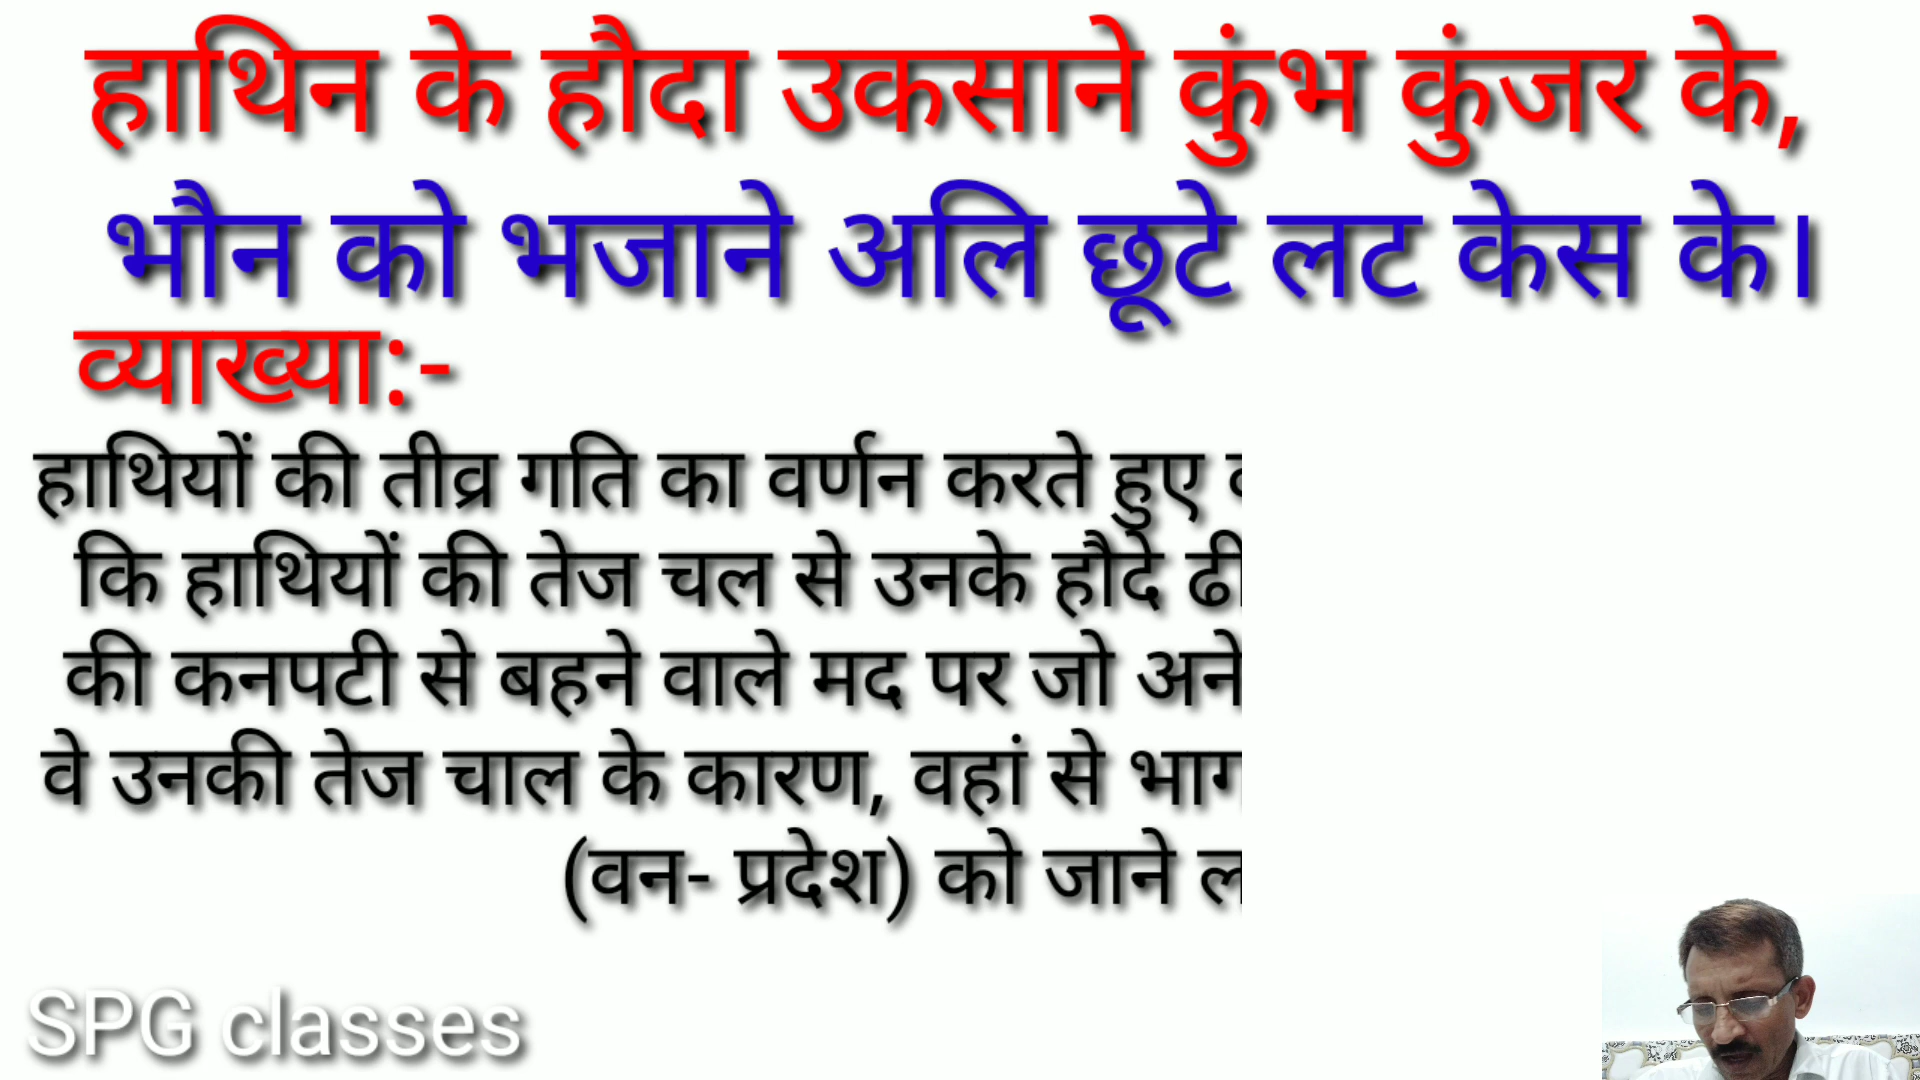 हाथिन के हौदा उकसाने कुंभ कुंजर के,
भौन को भजाने अलि छूटे लट केस के।
व्याख्या:-
हाथियों की तीव्र गति का वर्णन करते हुए
कि हाथियों की तेज चल से उनके हौदे
की कनपटी से बहने वाले मद पर जो
वे उनकी तेज चाल के कारण, वहां से
(वन- प्रदेश) को जाने
SPG classes